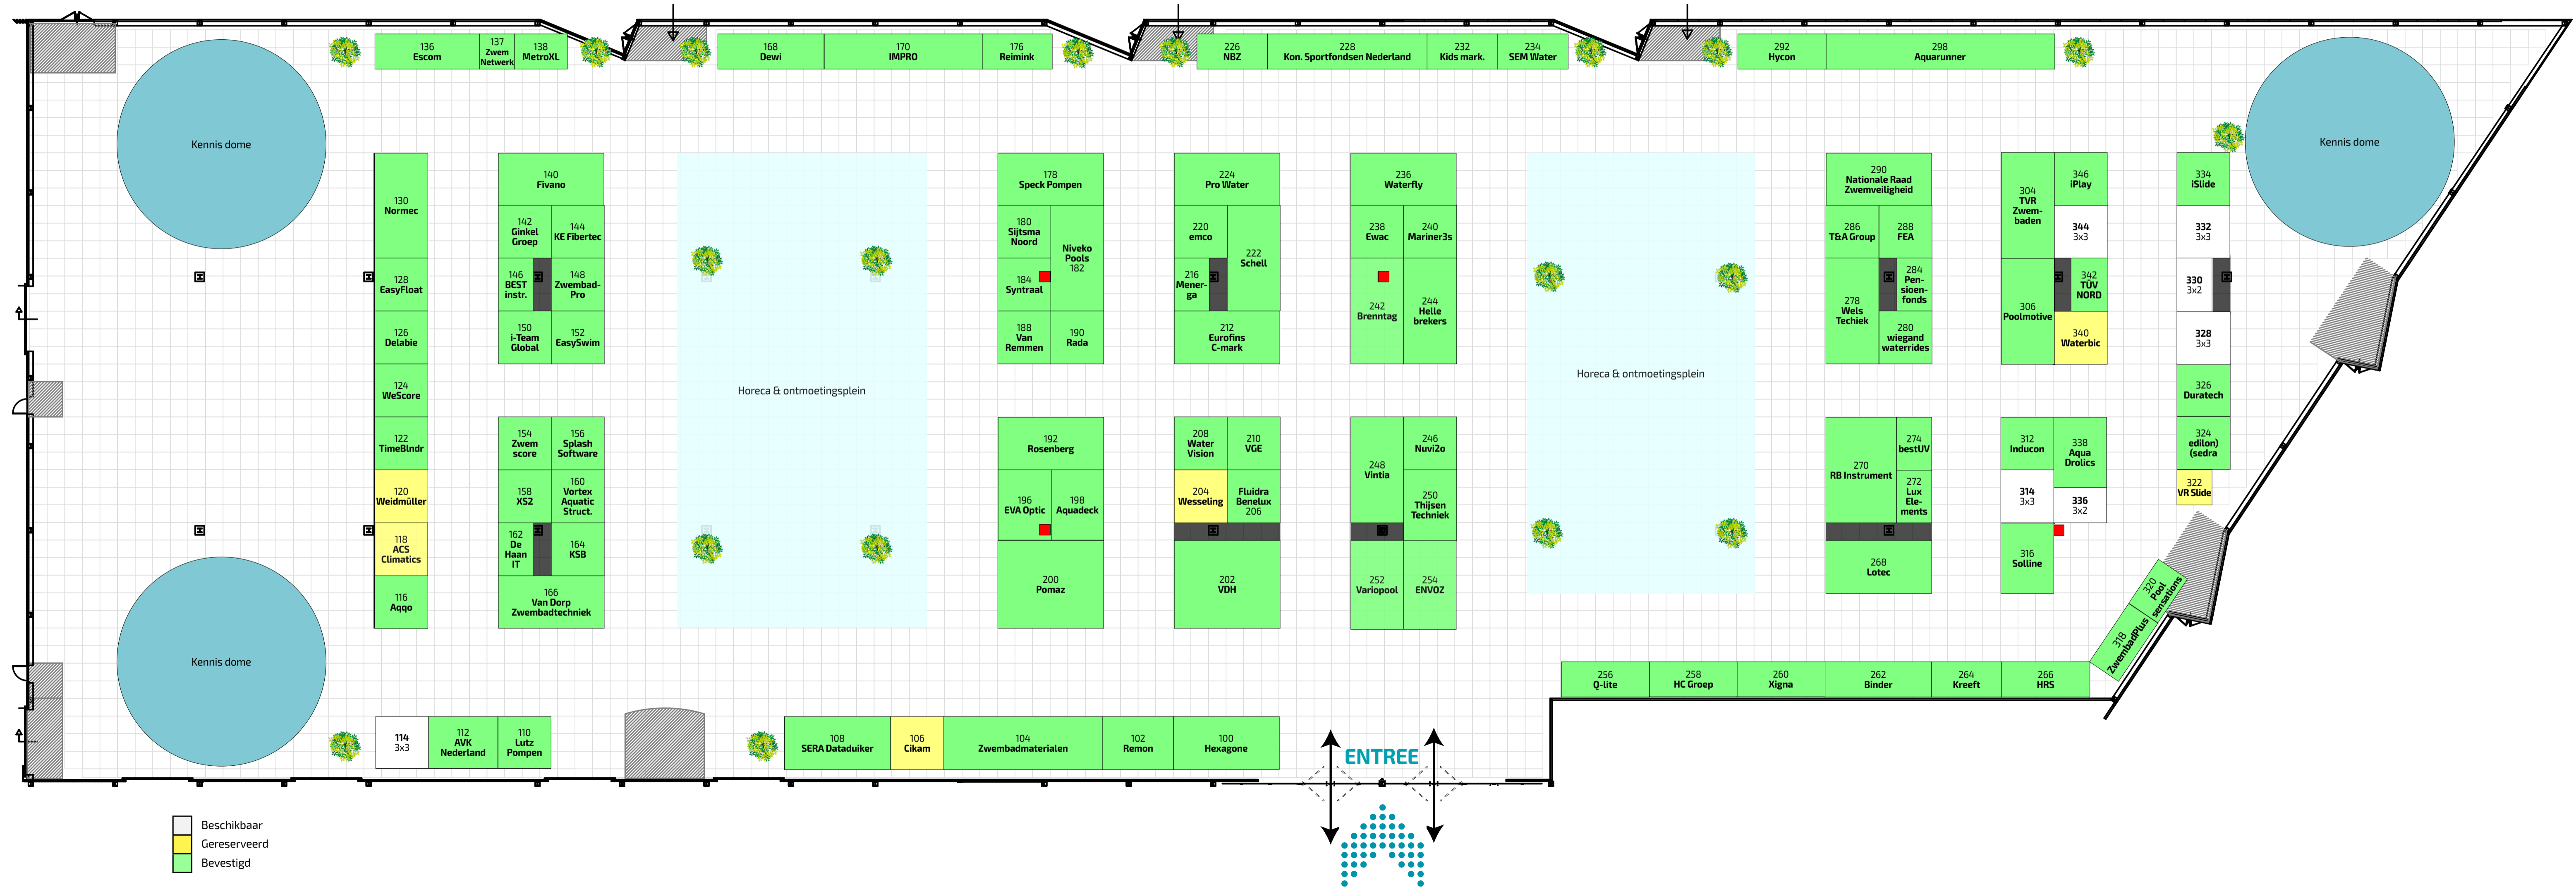 136
Escom
137
Zwem
Netwerk
138
MetroXL
168
Dewi
170
IMPRO
176
Reimink
226
NBZ
228
Kon. Sportfondsen Nederland
232
Kids mark.
234
SEM Water
292
Hycon
298
Aquarunner
Kennis dome
Kennis dome
130
Normec
128
EasyFloat
126
Delabie
124
WeScore
122
TimeBlndr
120
Weidmüller
118
ACS
Climatics
116
Aqqo
140
Fivano
142
Ginkel
Groep
144
KE Fibertec
146
BEST
instr.
148
Zwembad-
Pro
150
i-Team
Global
152
EasySwim
154
Zwem
score
156
Splash
Software
158
XS2
160
Vortex
Aquatic
Struct.
162
De
Haan
IT
164
KSB
166
Van Dorp
Zwembadtechniek
Horeca & ontmoetingsplein
178
Speck Pompen
180
Sijtsma
Noord
Niveko
Pools
182
184
Syntraal
188
Van
Remmen
190
Rada
192
Rosenberg
196
EVA Optic
198
Aquadeck
200
Pomaz
224
Pro Water
220
emco
222
Schell
216
Mener-
ga
212
Eurofins
C-mark
208
Water
Vision
210
VGE
204
Wesseling
Fluidra
Benelux
206
202
VDH
236
Waterfly
238
Ewac
240
Mariner3s
242
Brenntag
244
Helle
brekers
248
Vintia
246
Nuvi2o
250
Thijsen
Techniek
252
Variopool
254
ENVOZ
Horeca & ontmoetingsplein
290
Nationale Raad
Zwemveiligheid
286
T&A Group
288
FEA
278
Wels
Techiek
284
Pen-
sioen-
fonds
280
wiegand
waterrides
270
RB Instrument
274
bestUV
272
Lux
Ele-
ments
268
Lotec
304
TVR
Zwem-
baden
346
iPlay
344
3x3
306
Poolmotive
342
TÜV
NORD
340
Waterbic
312
Inducon
338
Aqua
Drolics
314
3x3
336
3x2
316
Solline
334
iSlide
332
3x3
330
3x2
328
3x3
326
Duratech
324
edilon)
(sedra
322
VR Slide
320
Pool
sensations
318
ZwembadPlus
Kennis dome
256
Q-lite
258
HC Groep
260
Xigna
262
Binder
264
Kreeft
266
HRS
114
3x3
112
AVK
Nederland
110
Lutz
Pompen
108
SERA Dataduiker
106
Cikam
104
Zwembadmaterialen
102
Remon
100
Hexagone
ENTREE
Beschikbaar
Gereserveerd
Bevestigd